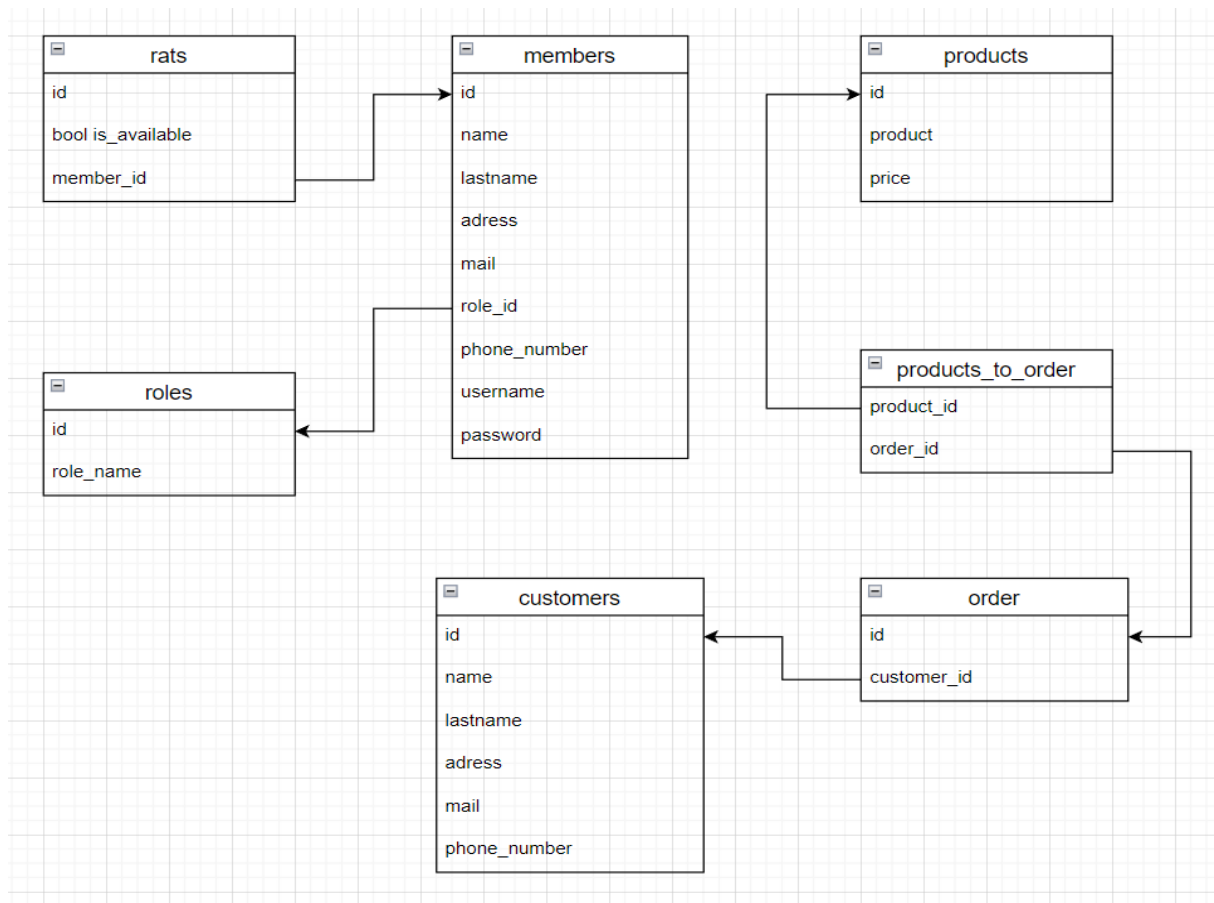 rats
id
bool is_available
member_id
members
id
name
lastname
adress
mail
role_id
phone_number
username
password
products
id
product
price
roles
id
role_name
products_to_order
product_id
order_id
customers
id
name
lastname
adress
mail
phone_number
order
id
customer_id